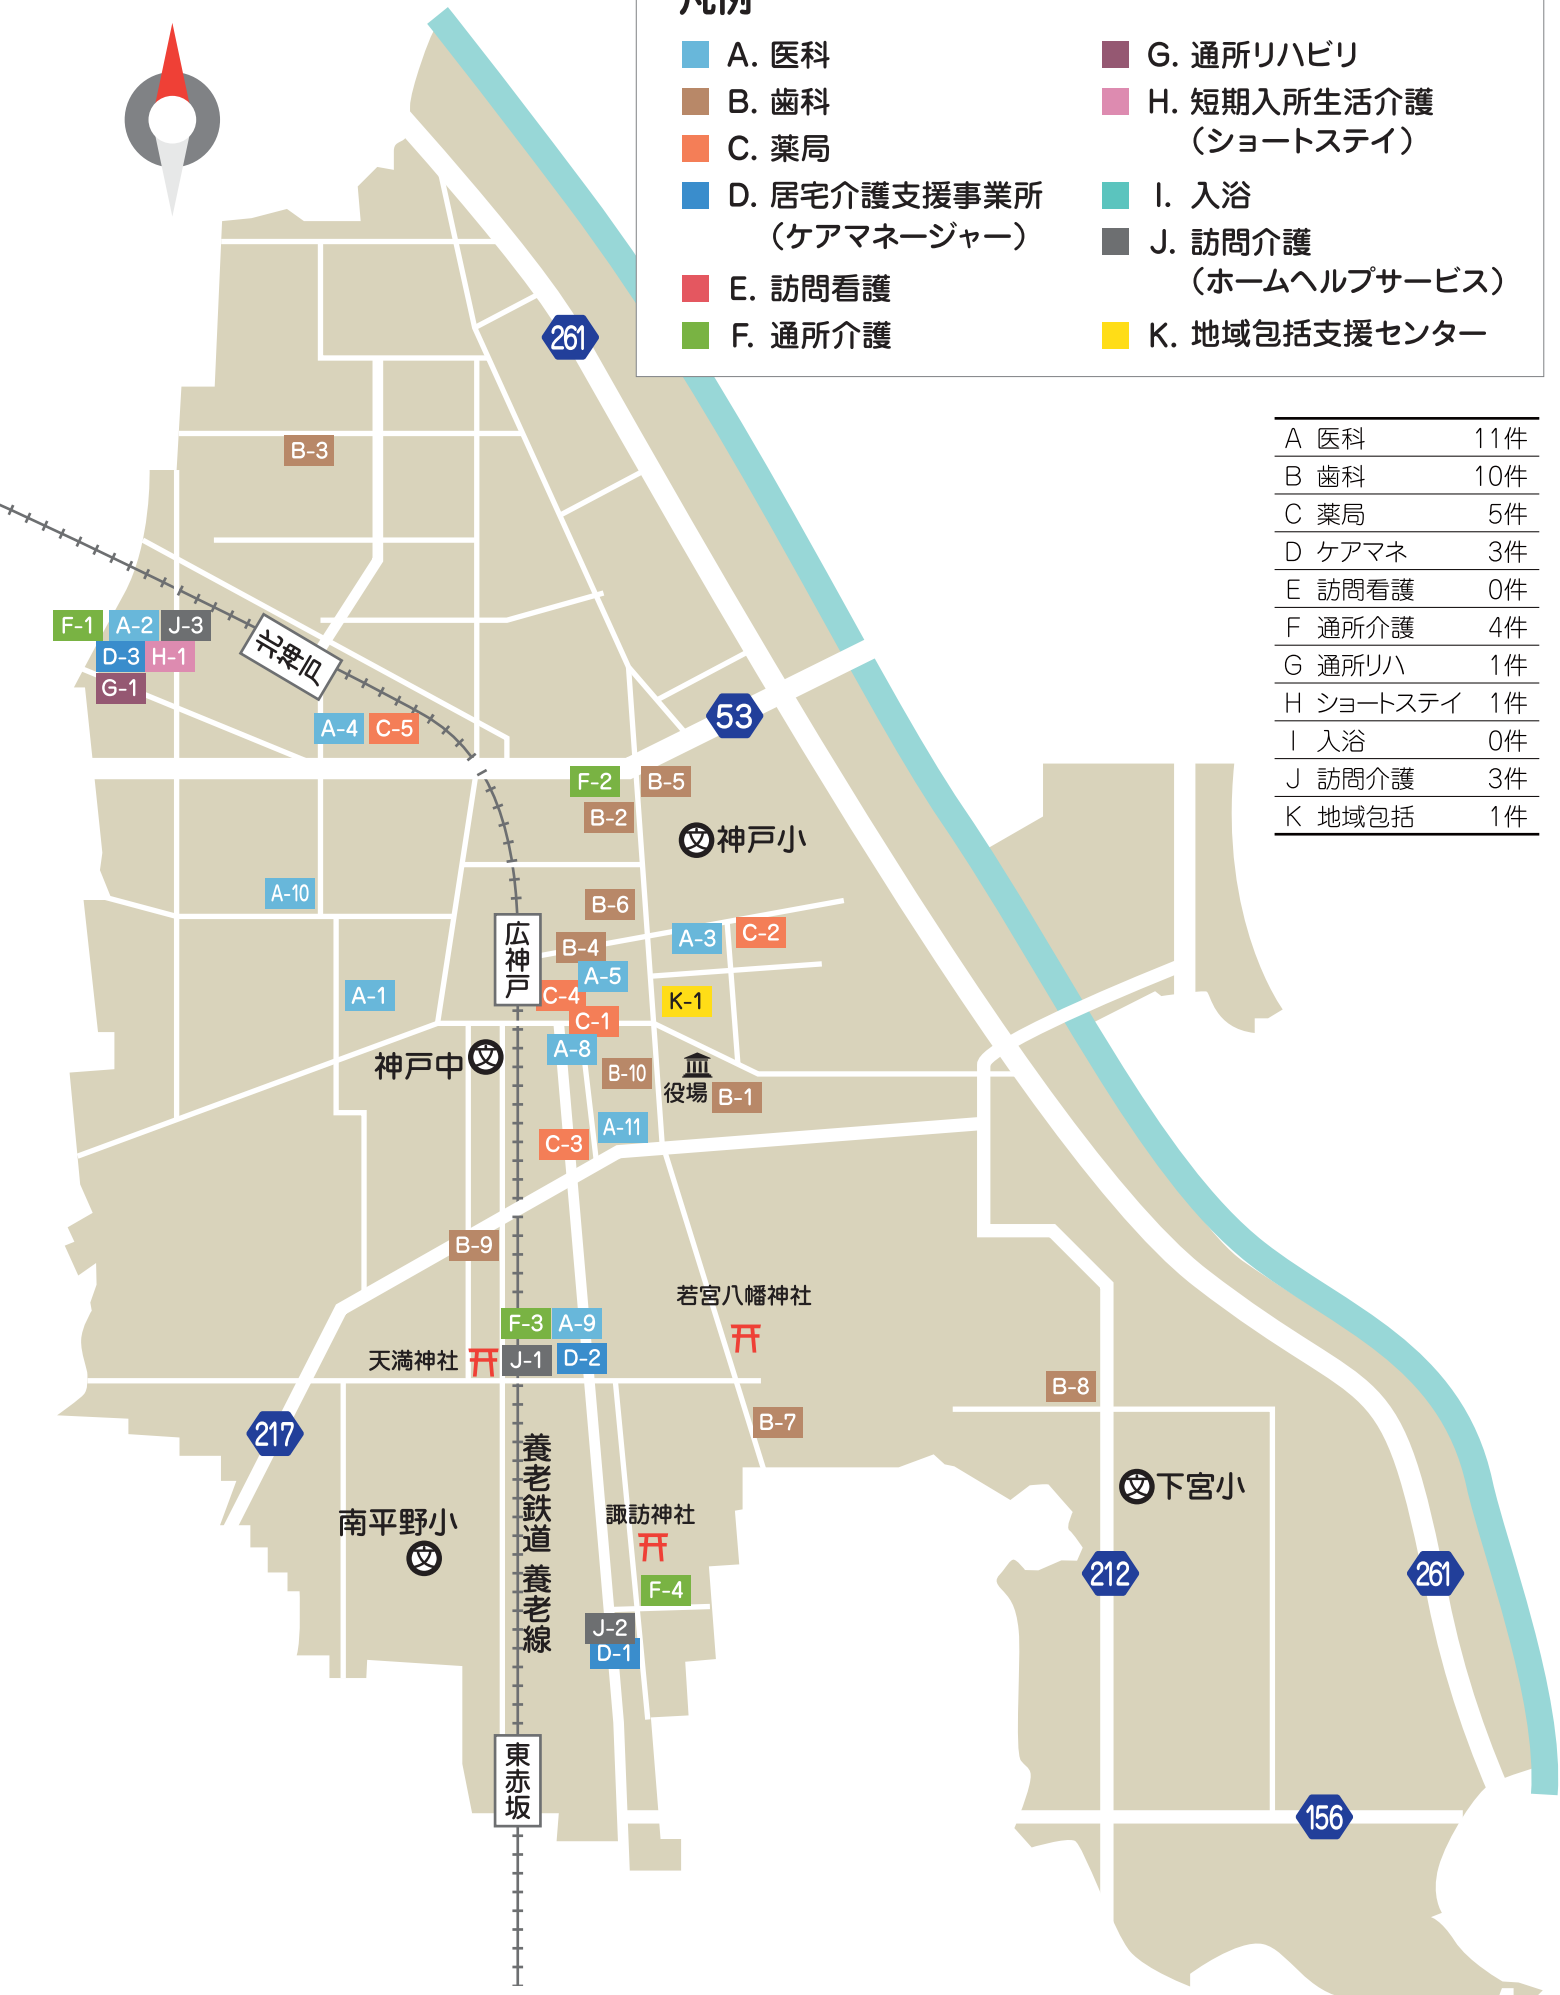 凡例
A. 医科
B. 歯科
C. 薬局
D. 居宅介護支援事業所
（ケアマネージャー）
E. 訪問看護
F. 通所介護
G. 通所リハビリ
H. 短期入所生活介護
（ショートステイ）
I. 入浴
J. 訪問介護
（ホームヘルプサービス）
K. 地域包括支援センター
A 医科 11件
B 歯科 10件
C 薬局 5件
D ケアマネ 3件
E 訪問看護 0件
F 通所介護 4件
G 通所リハ 1件
H ショートステイ 1件
I 入浴 0件
J 訪問介護 3件
K 地域包括 1件
261
B-3
F-1
A-2
J-3
D-3
H-1
G-1
北神戸
A-4
C-5
53
F-2
B-5
B-2
神戸小
A-10
B-6
広神戸
B-4
A-3
C-2
A-5
C-4
A-1
K-1
C-1
A-8
神戸中
B-10
役場
B-1
A-11
C-3
B-9
若宮八幡神社
F-3
A-9
天満神社
J-1
D-2
B-8
B-7
217
養老鉄道 養老線
下宮小
南平野小
諏訪神社
212
261
F-4
J-2
D-1
東赤坂
156